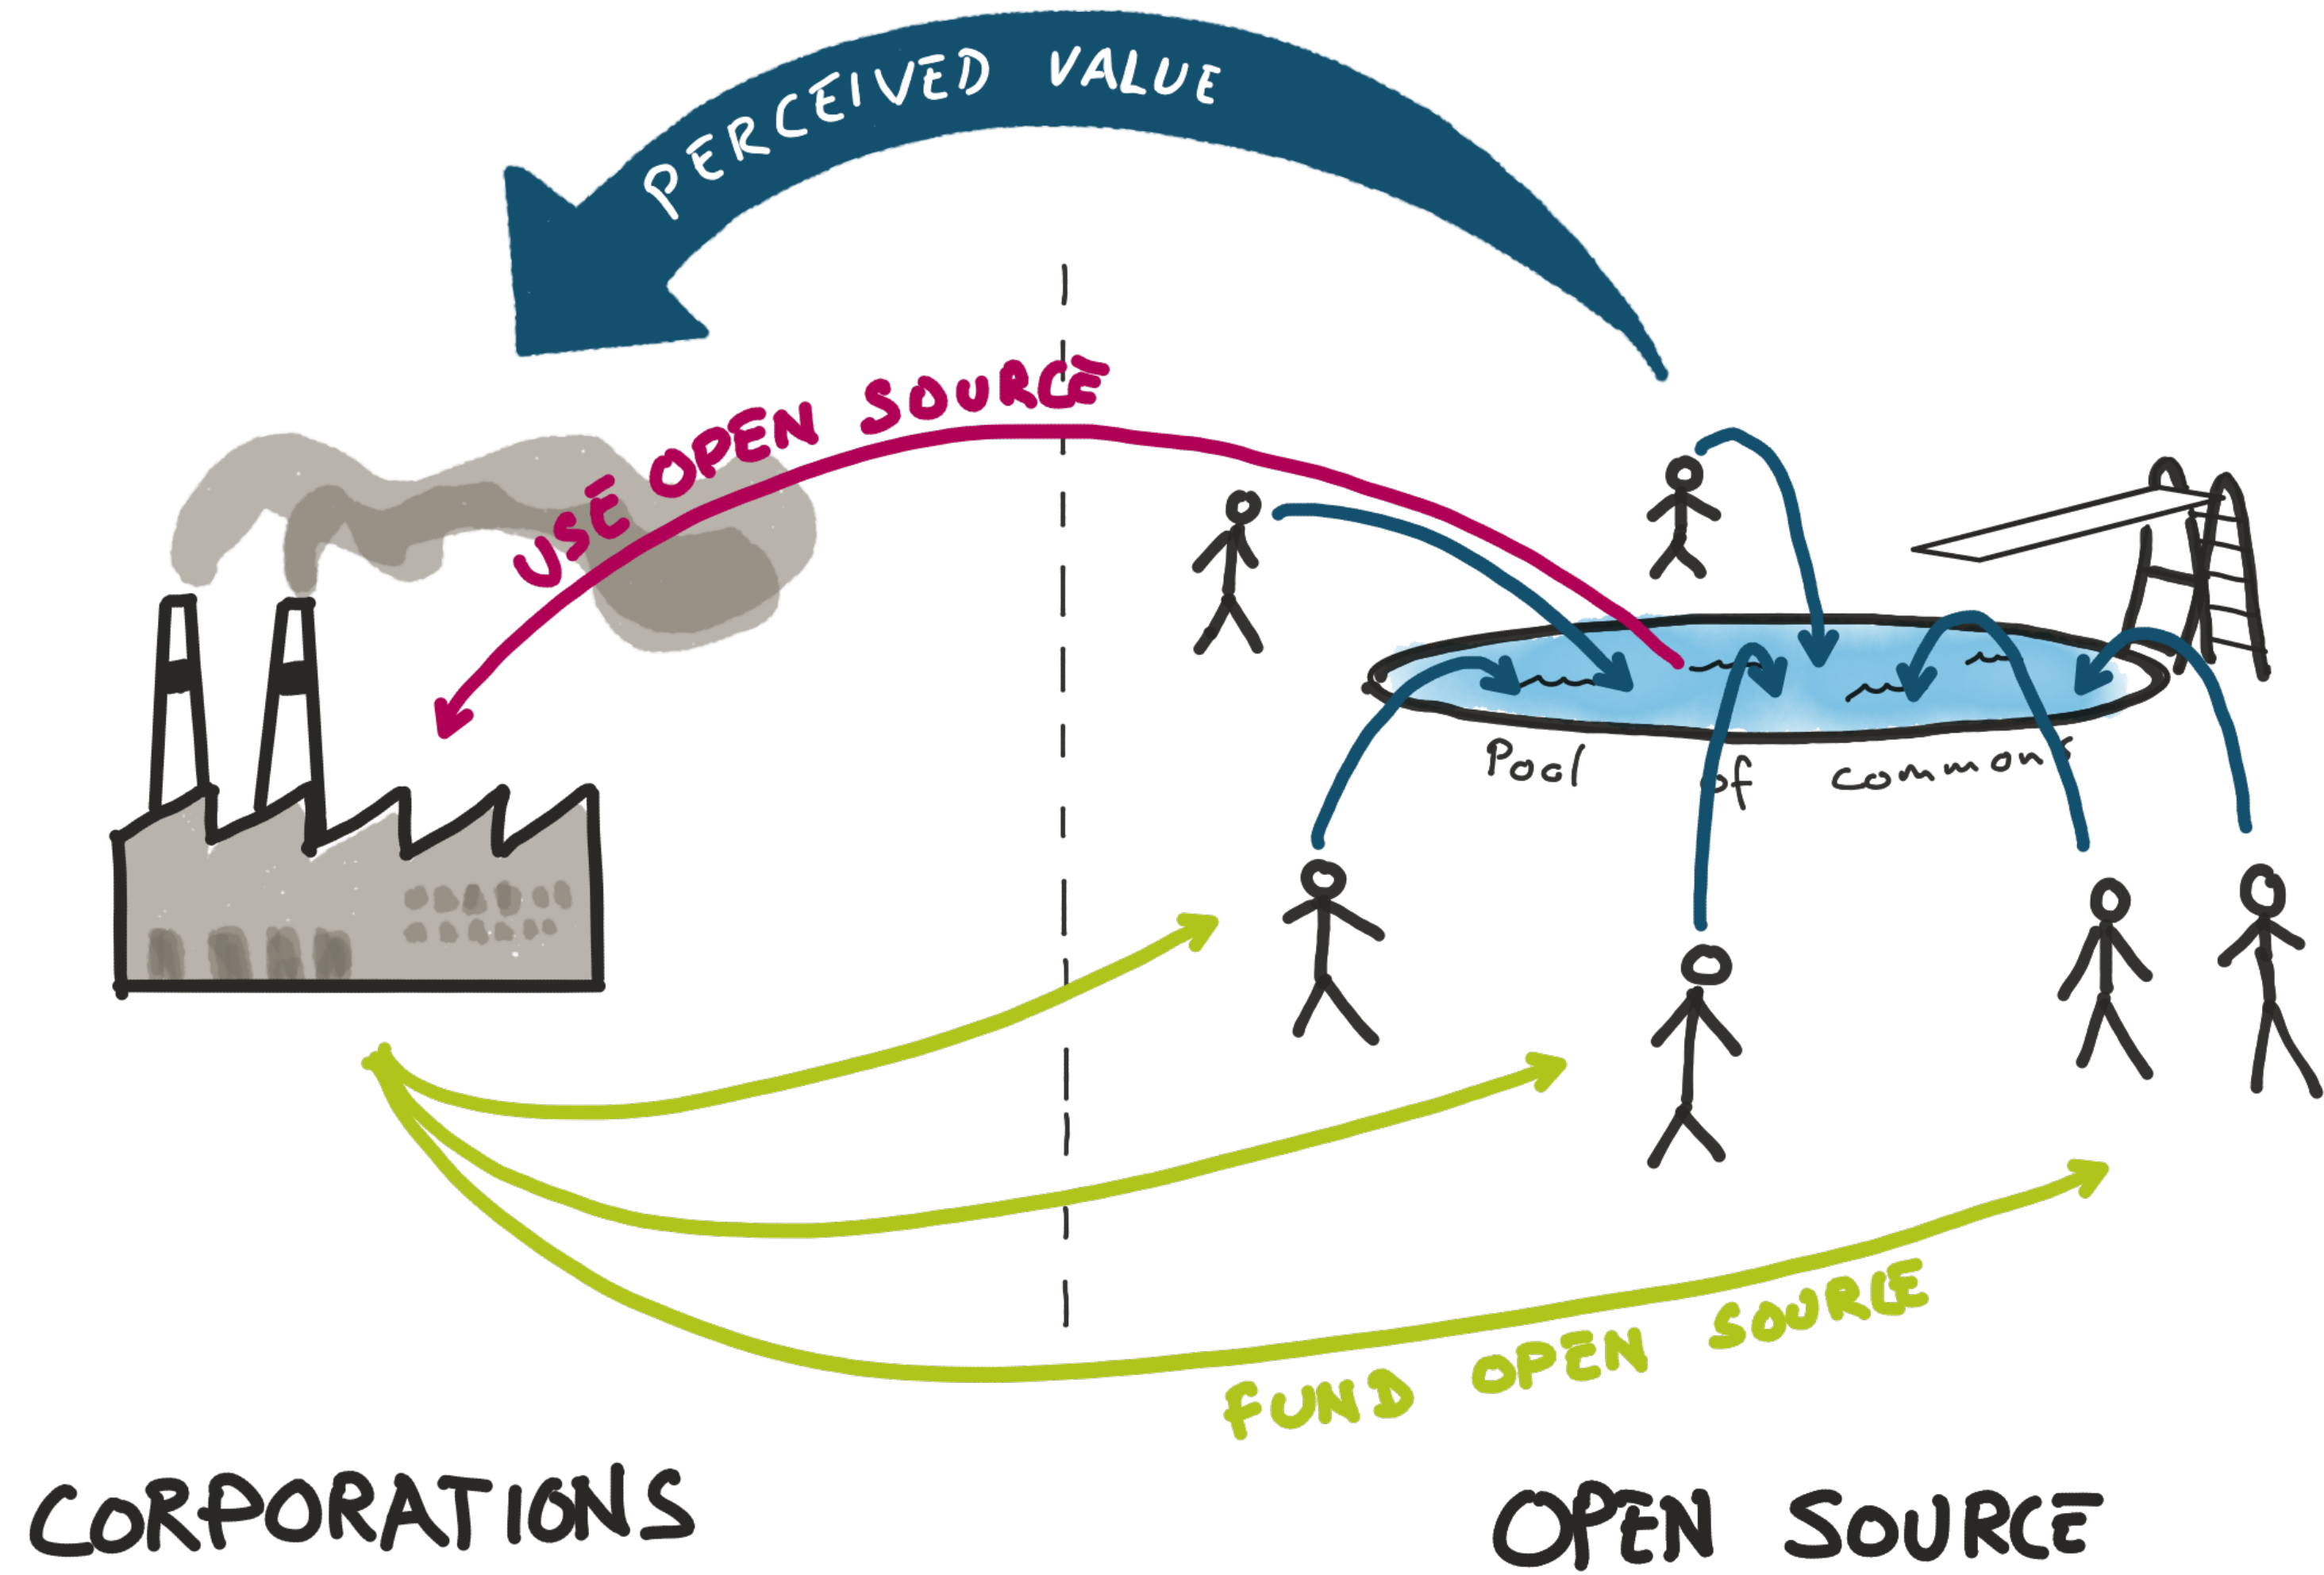 PERCEIVED VALUE
USE OPEN SOURCE
Pool of commons
FUND OPEN SOURCE
CORPORATIONS
OPEN SOURCE